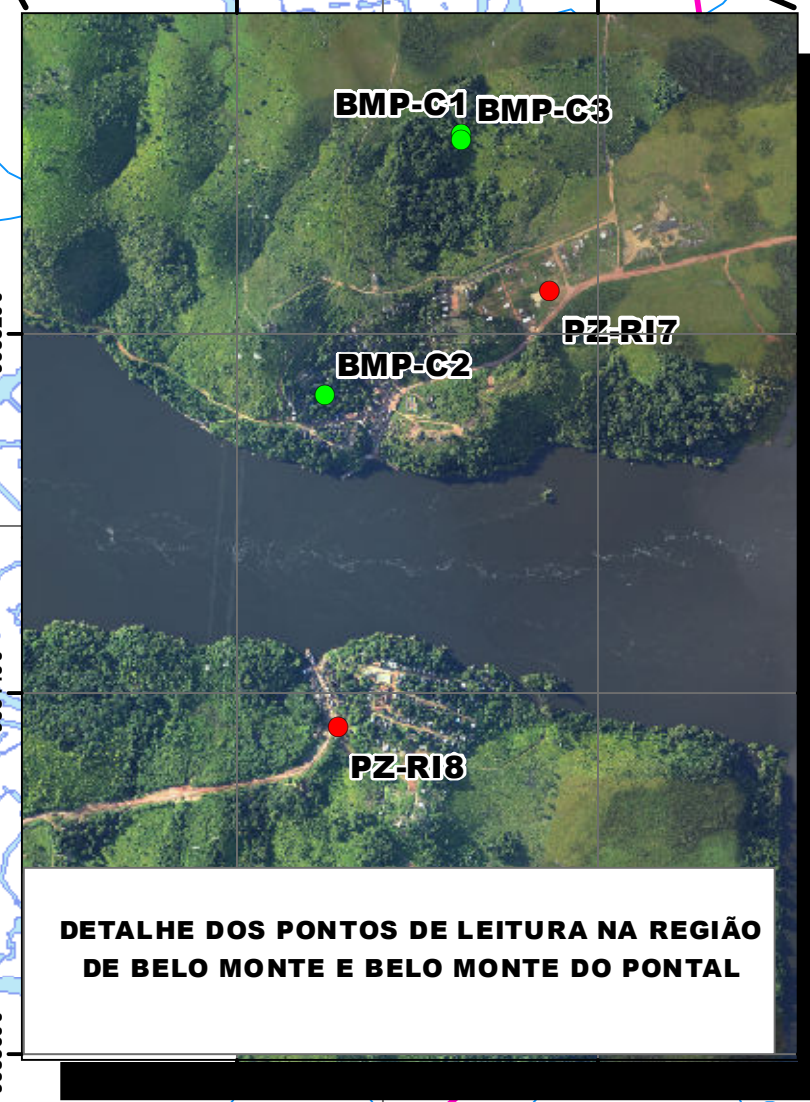 BMP-C1 BMP-C3
PZ-RI7
BMP-C2
PZ-RI8
DETALHE DOS PONTOS DE LEITURA NA REGIÃO
DE BELO MONTE E BELO MONTE DO PONTAL